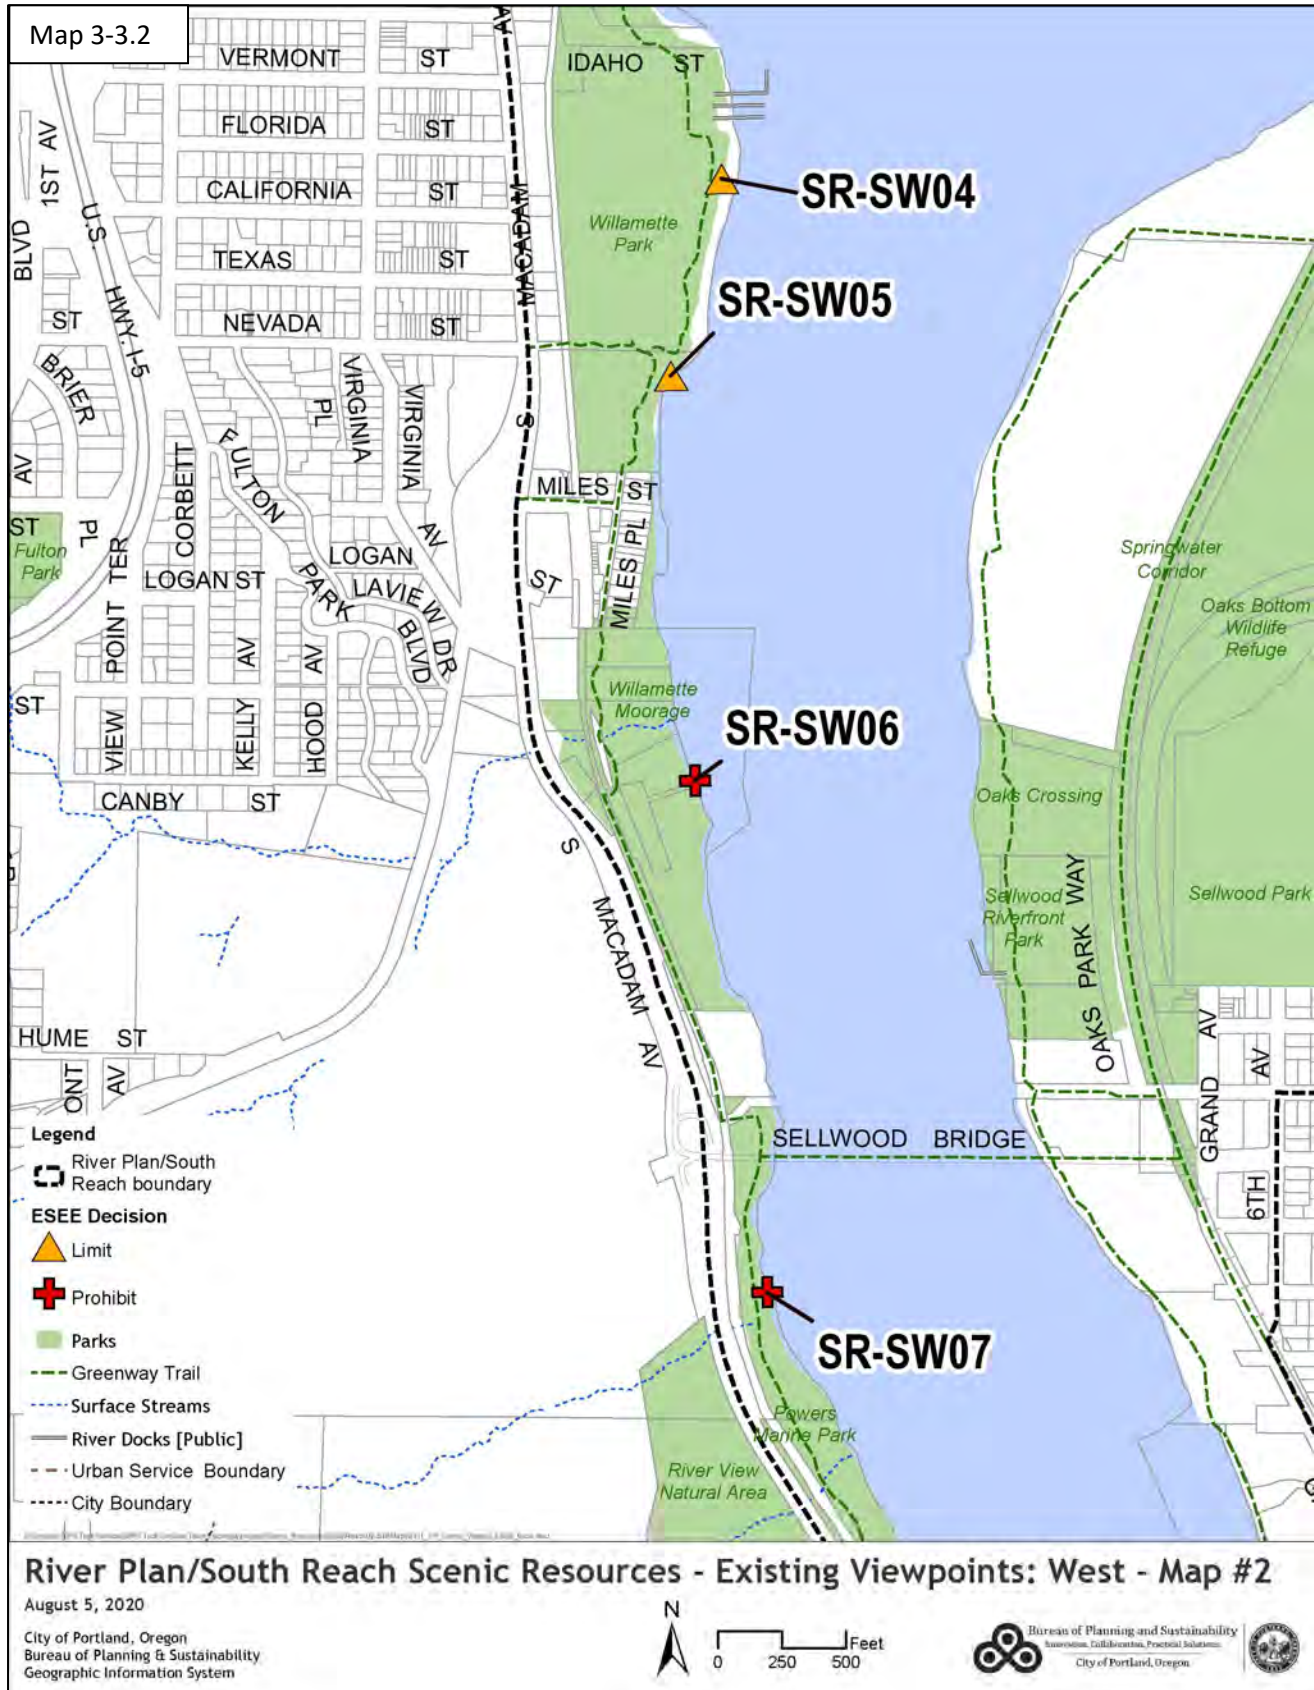 Map 3-3.2
VERMONT ST
FLORIDA ST
CALIFORNIA ST
TEXAS ST
NEVADA ST
IDAHO ST
1ST AV
BLVD
U.S. HWY. I-5
ST
BRIER
PL
AV
S MACADAM AV
Willamette
Park
SR-SW04
SR-SW05
VIRGINIA
PL
VIRGINIA
AV
CORBETT
FULTON
PARK
BLVD
MILES ST
MILES PL
ST
ST
Fulton
Park
LOGAN
LOGAN ST
LAVIEW DR
POINT TER
VIEW
KELLY AV
HOOD AV
ST
CANBY ST
Springwater
Corridor
Oaks Bottom
Wildlife
Refuge
Willamette
Moorage
SR-SW06
Oaks Crossing
Sellwood
Riverfront
Park
OAKS PARK WAY
Sellwood Park
S MACADAM AV
HUME ST
ONT
AV
GRAND AV
AV
6TH
SELLWOOD BRIDGE
SR-SW07
Powers
Marine Park
River View
Natural Area
Legend
River Plan/South
Reach boundary
ESEE Decision
Limit
Prohibit
Parks
Greenway Trail
Surface Streams
River Docks [Public]
Urban Service Boundary
City Boundary
River Plan/South Reach Scenic Resources - Existing Viewpoints: West - Map #2
August 5, 2020
City of Portland, Oregon
Bureau of Planning & Sustainability
Geographic Information System
N
Feet
0 250 500
Bureau of Planning and Sustainability
Innovation. Collaboration. Practical Solutions.
City of Portland, Oregon